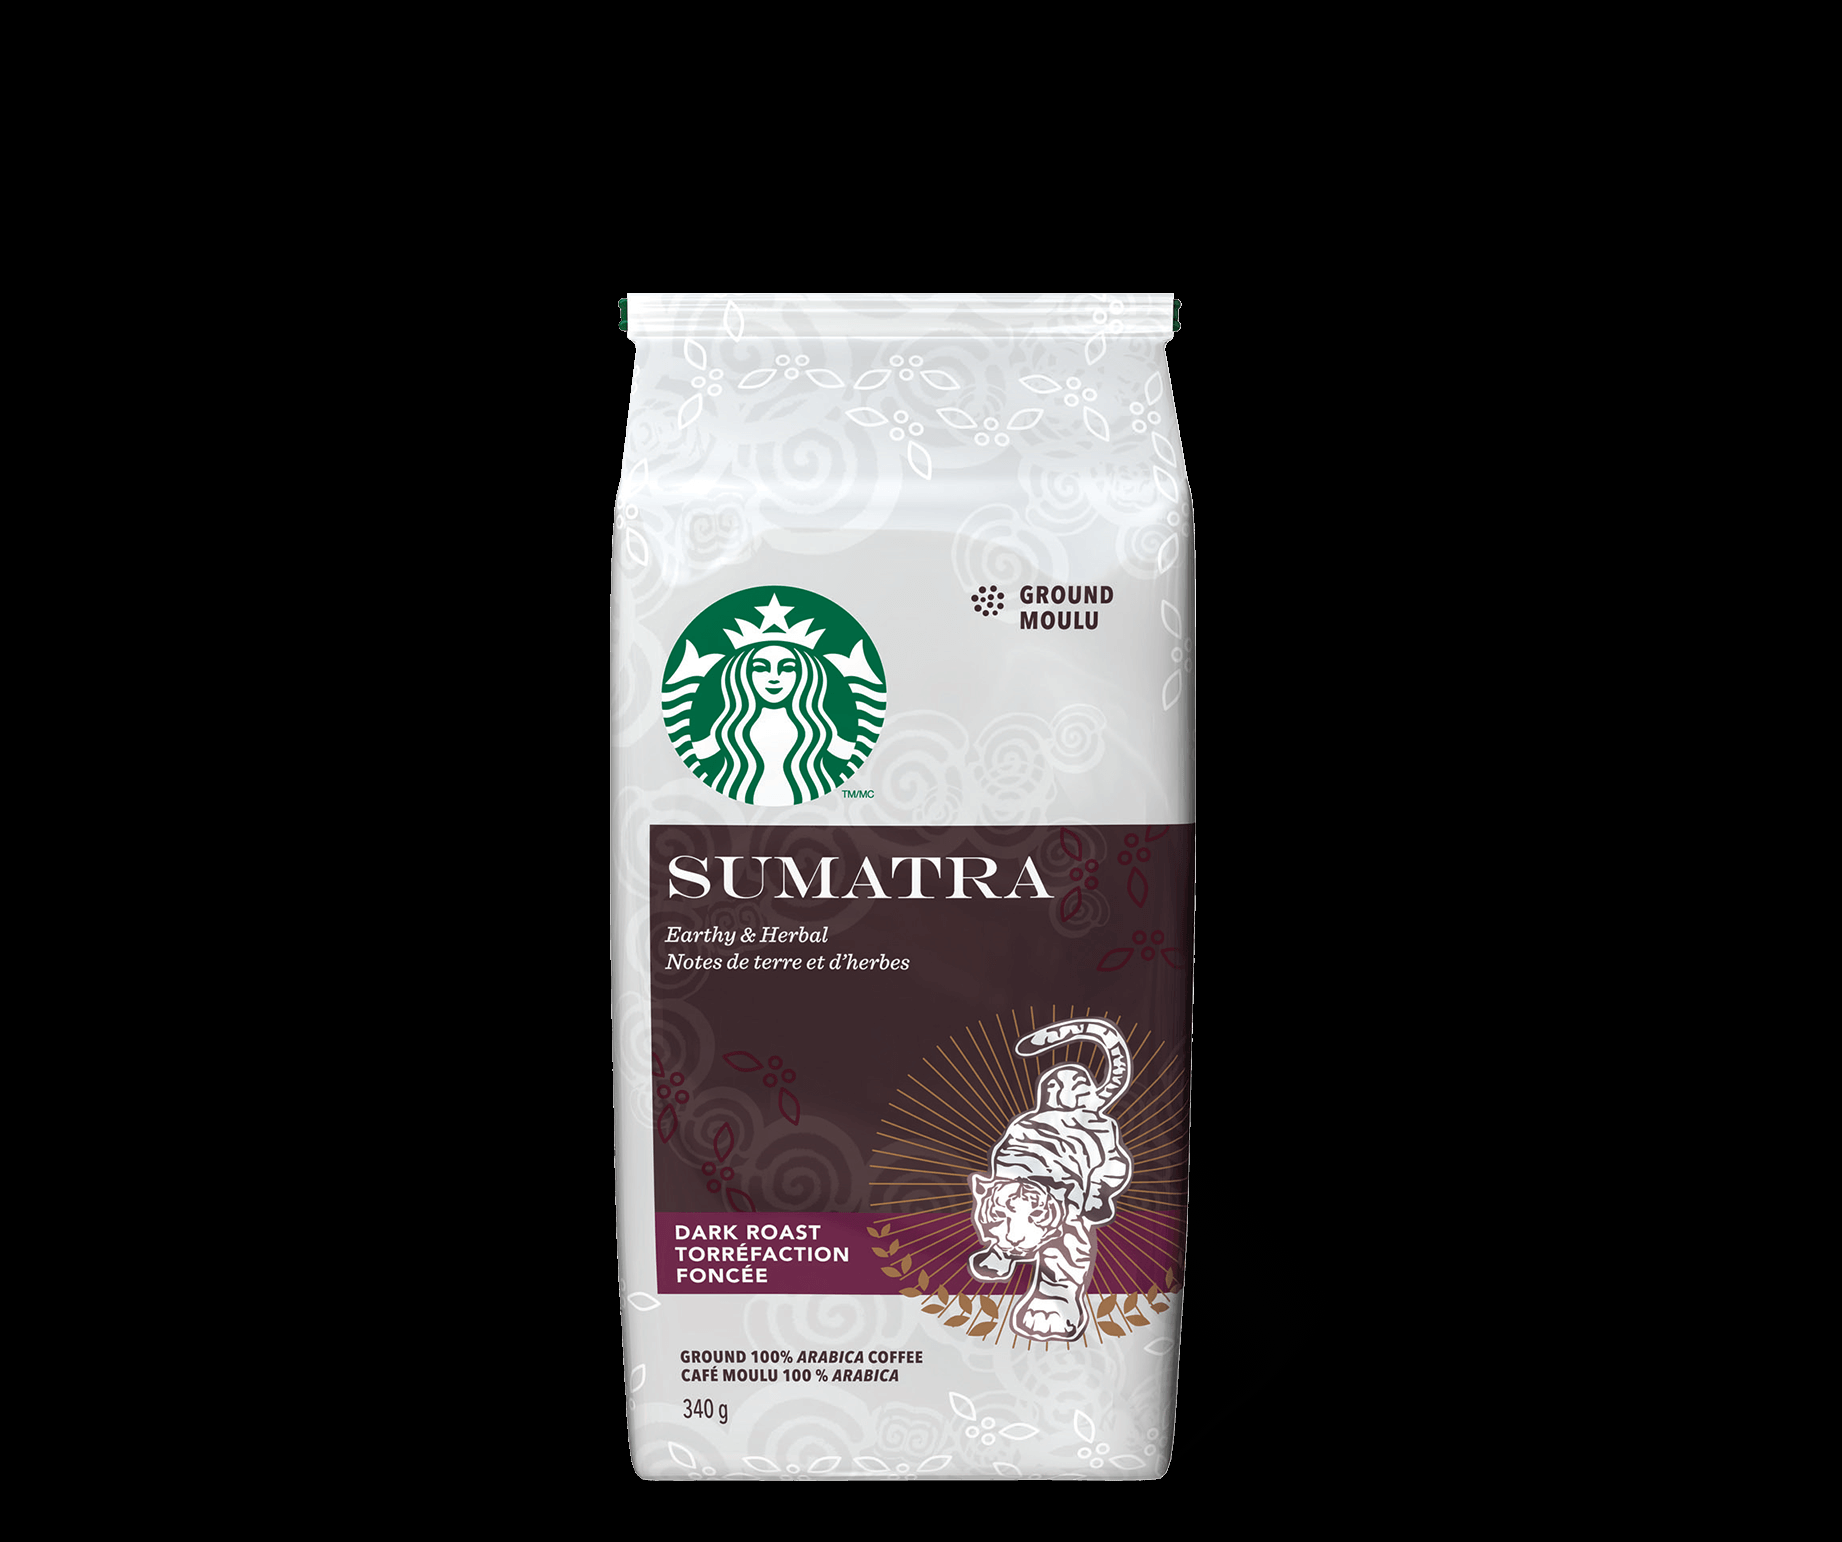 GROUND
MOULU
TM/MC
SUMATRA
Earthy & Herbal
Notes de terre et d'herbes
DARK ROAST
TORRÉFACTION
FONCÉE
GROUND 100% ARABICA COFFEE
CAFÉ MOULU 100 % ARABICA
340 g